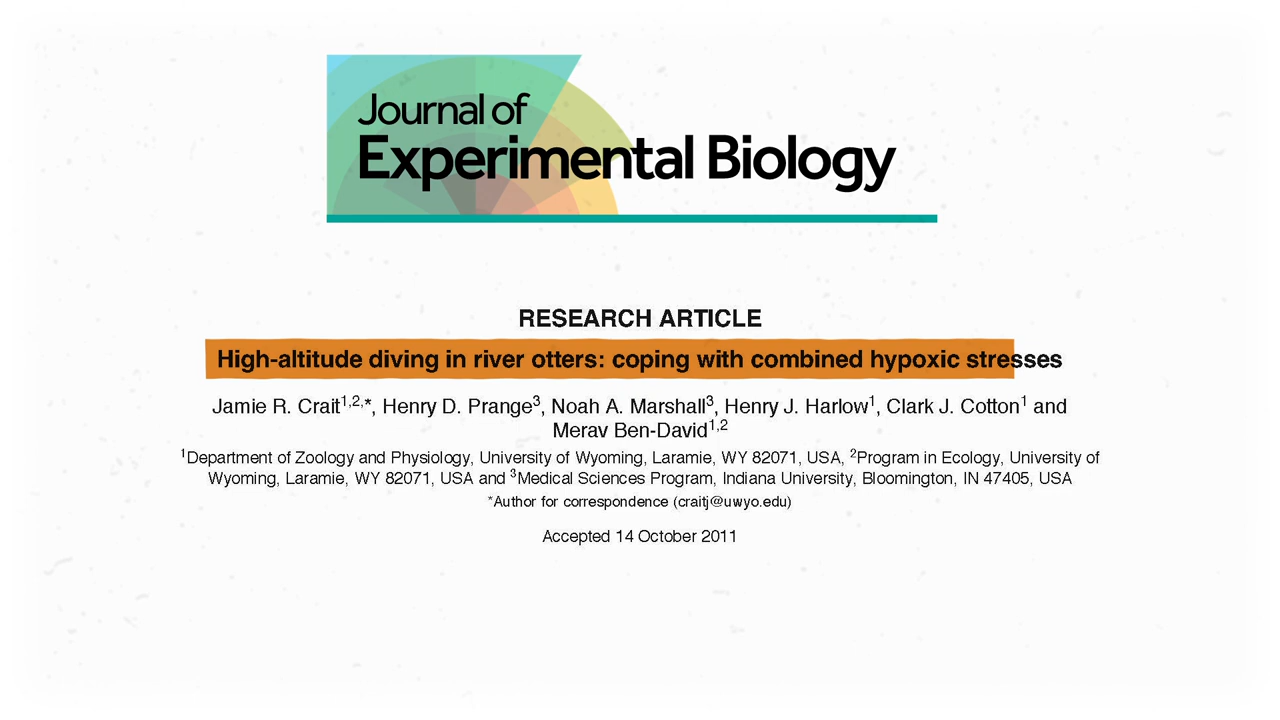 Journal of
Experimental Biology
RESEARCH ARTICLE
High-altitude diving in river otters: coping with combined hypoxic stresses
Jamie R. Crait1,2,*, Henry D. Prange3, Noah A. Marshall3, Henry J. Harlow1, Clark J. Cotton1 and
Merav Ben-David1,2
1Department of Zoology and Physiology, University of Wyoming, Laramie, WY 82071, USA, 2Program in Ecology, University of
Wyoming, Laramie, WY 82071, USA and 3Medical Sciences Program, Indiana University, Bloomington, IN 47405, USA
*Author for correspondence (craitj@uwyo.edu)
Accepted 14 October 2011